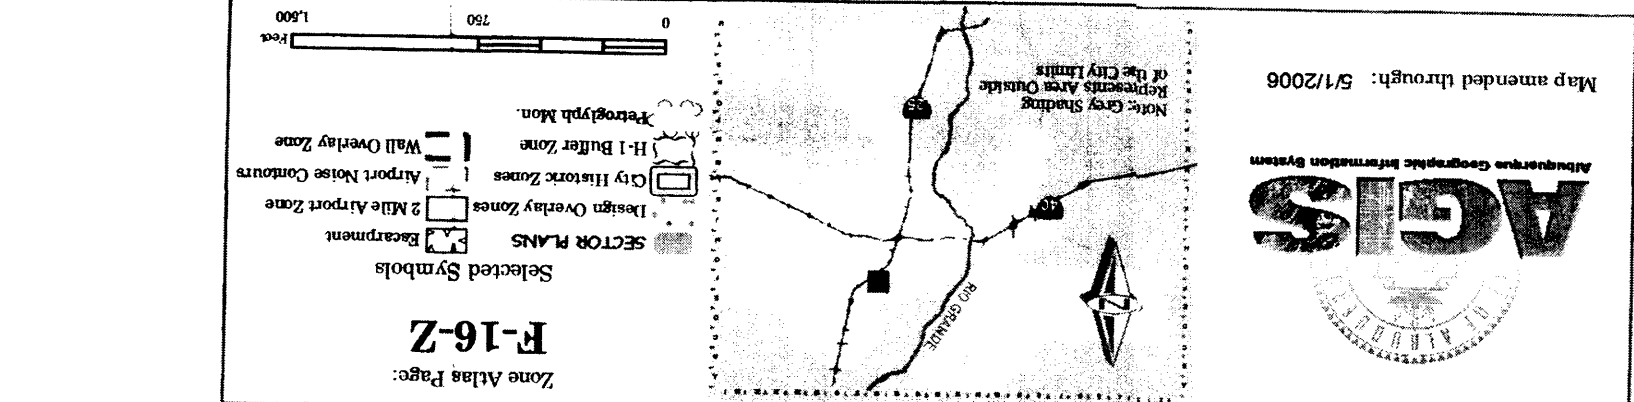 AGIS
Albuquerque Geographic Information System
Map amended through: 5/1/2006
RIO GRANDE
N
40
25
Note: Grey Shading
Represents Area Outside
of the City Limits
Zone Atlas Page:
F-16-Z
Selected Symbols
SECTOR PLANS
Escarpment
Design Overlay Zones
2 Mile Airport Zone
City Historic Zones
Airport Noise Contours
H-1 Buffer Zone
Wall Overlay Zone
Petroglyph Mon.
Feet
0 750 1,500